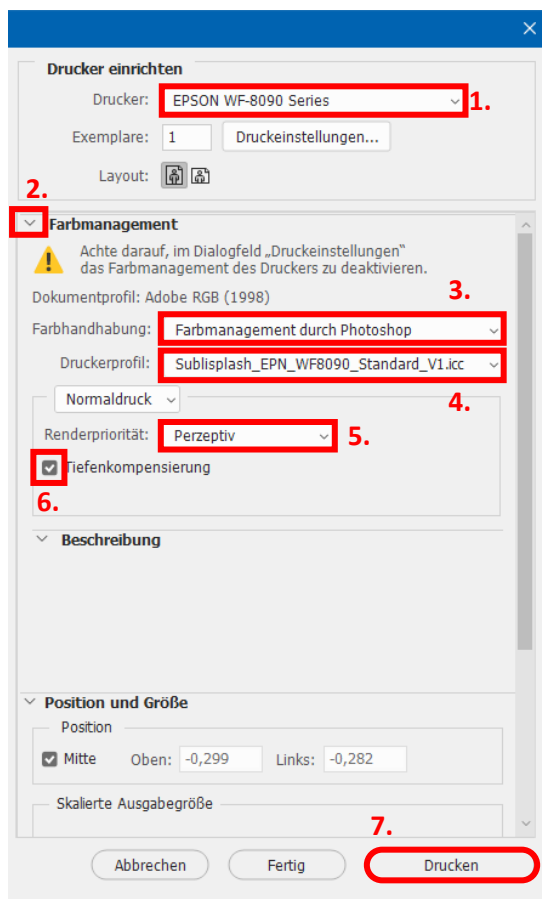 Drucker einrichten
Drucker: EPSON WF-8090 Series 1.
Exemplare: 1 Druckeinstellungen...
Layout:
2.
Farbmanagement
Achte darauf, im Dialogfeld „Druckeinstellungen"
das Farbmanagement des Druckers zu deaktivieren.
Dokumentprofil: Adobe RGB (1998)
3.
Farbhandhabung: Farbmanagement durch Photoshop
Druckerprofil: Sublisplash_EPN_WF8090_Standard_V1.icc
4.
Normaldruck
Renderpriorität: Perzeptiv 5.
Tiefenkompensierung
6.
Beschreibung
Position und Größe
Position
Mitte Oben: -0,299 Links: -0,282
Skalierte Ausgabegröße
7.
Abbrechen Fertig Drucken